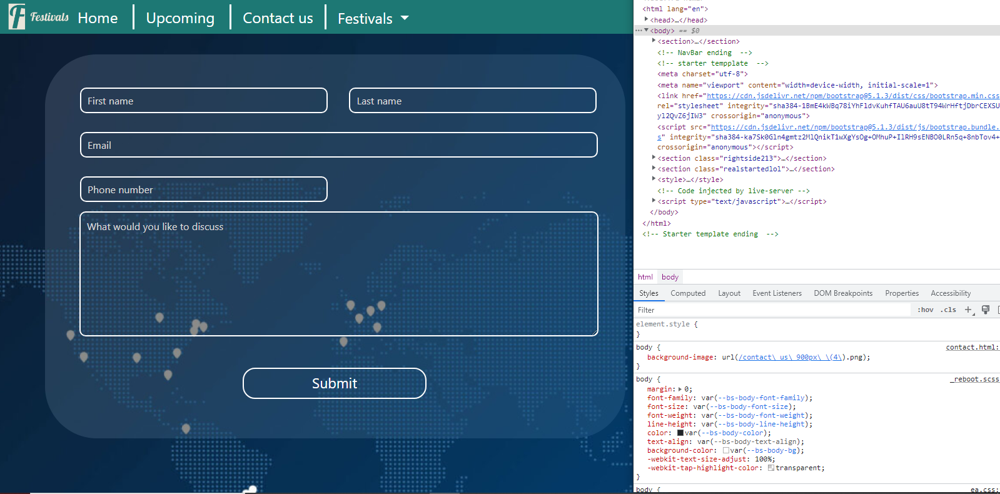 F Festivals Home Upcoming Contact us Festivals
First name Last name
Email
Phone number
What would you like to discuss
Submit
<html lang="en">
<head>…</head>
<body> == $0
<section>…</section>
<!-- NavBar ending  -->
<!-- starter tempplate  -->
<meta charset="utf-8">
<meta name="viewport" content="width=device-width, initial-scale=1">
<link href="https://cdn.jsdelivr.net/npm/bootstrap@5.1.3/dist/css/bootstrap.min.css
rel="stylesheet" integrity="sha384-1BmE4kWBq78iYhFldvKuhfTAU6auU8tT94WrHftjDbrCEXSU
yl2QvZ6jIW3" crossorigin="anonymous">
<script src="https://cdn.jsdelivr.net/npm/bootstrap@5.1.3/dist/js/bootstrap.bundle.
s" integrity="sha384-ka7Sk0Gln4gmtz2MlQnikT1wXgYsOg+OMhuP+IlRH9sENBO0LRn5q+8nbTov4+
crossorigin="anonymous"></script>
<section class="rightside213">…</section>
<section class="realstartedlol">…</section>
<style>…</style>
<!-- Code injected by live-server -->
<script type="text/javascript">…</script>
</body>
</html>
<!-- Starter template ending  -->
html body
Styles Computed Layout Event Listeners DOM Breakpoints Properties Accessibility
Filter :hov .cls +
element.style {
}
body { contact.html:
background-image: url(/contact\ us\ 900px\ \(4\).png);
}
body { _reboot.scss
margin: 0;
font-family: var(--bs-body-font-family);
font-size: var(--bs-body-font-size);
font-weight: var(--bs-body-font-weight);
line-height: var(--bs-body-line-height);
color: var(--bs-body-color);
text-align: var(--bs-body-text-align);
background-color: var(--bs-body-bg);
-webkit-text-size-adjust: 100%;
-webkit-tap-highlight-color: transparent;
}
body { ea.css: